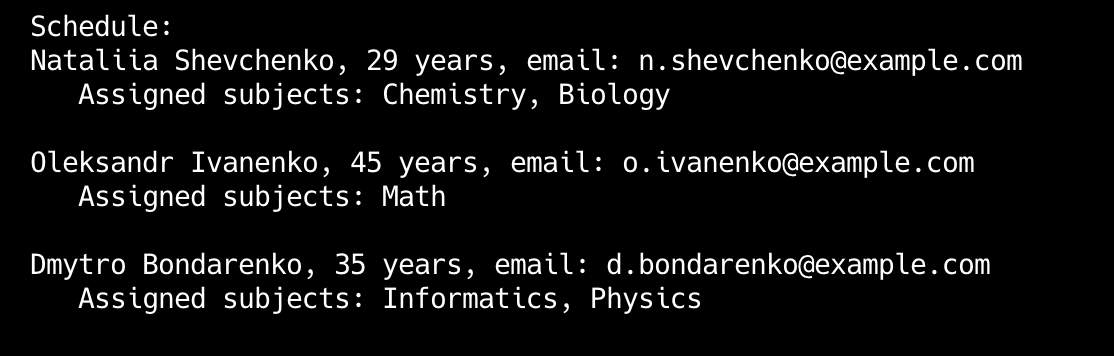 Schedule:
Nataliia Shevchenko, 29 years, email: n.shevchenko@example.com
Assigned subjects: Chemistry, Biology
Oleksandr Ivanenko, 45 years, email: o.ivanenko@example.com
Assigned subjects: Math
Dmytro Bondarenko, 35 years, email: d.bondarenko@example.com
Assigned subjects: Informatics, Physics